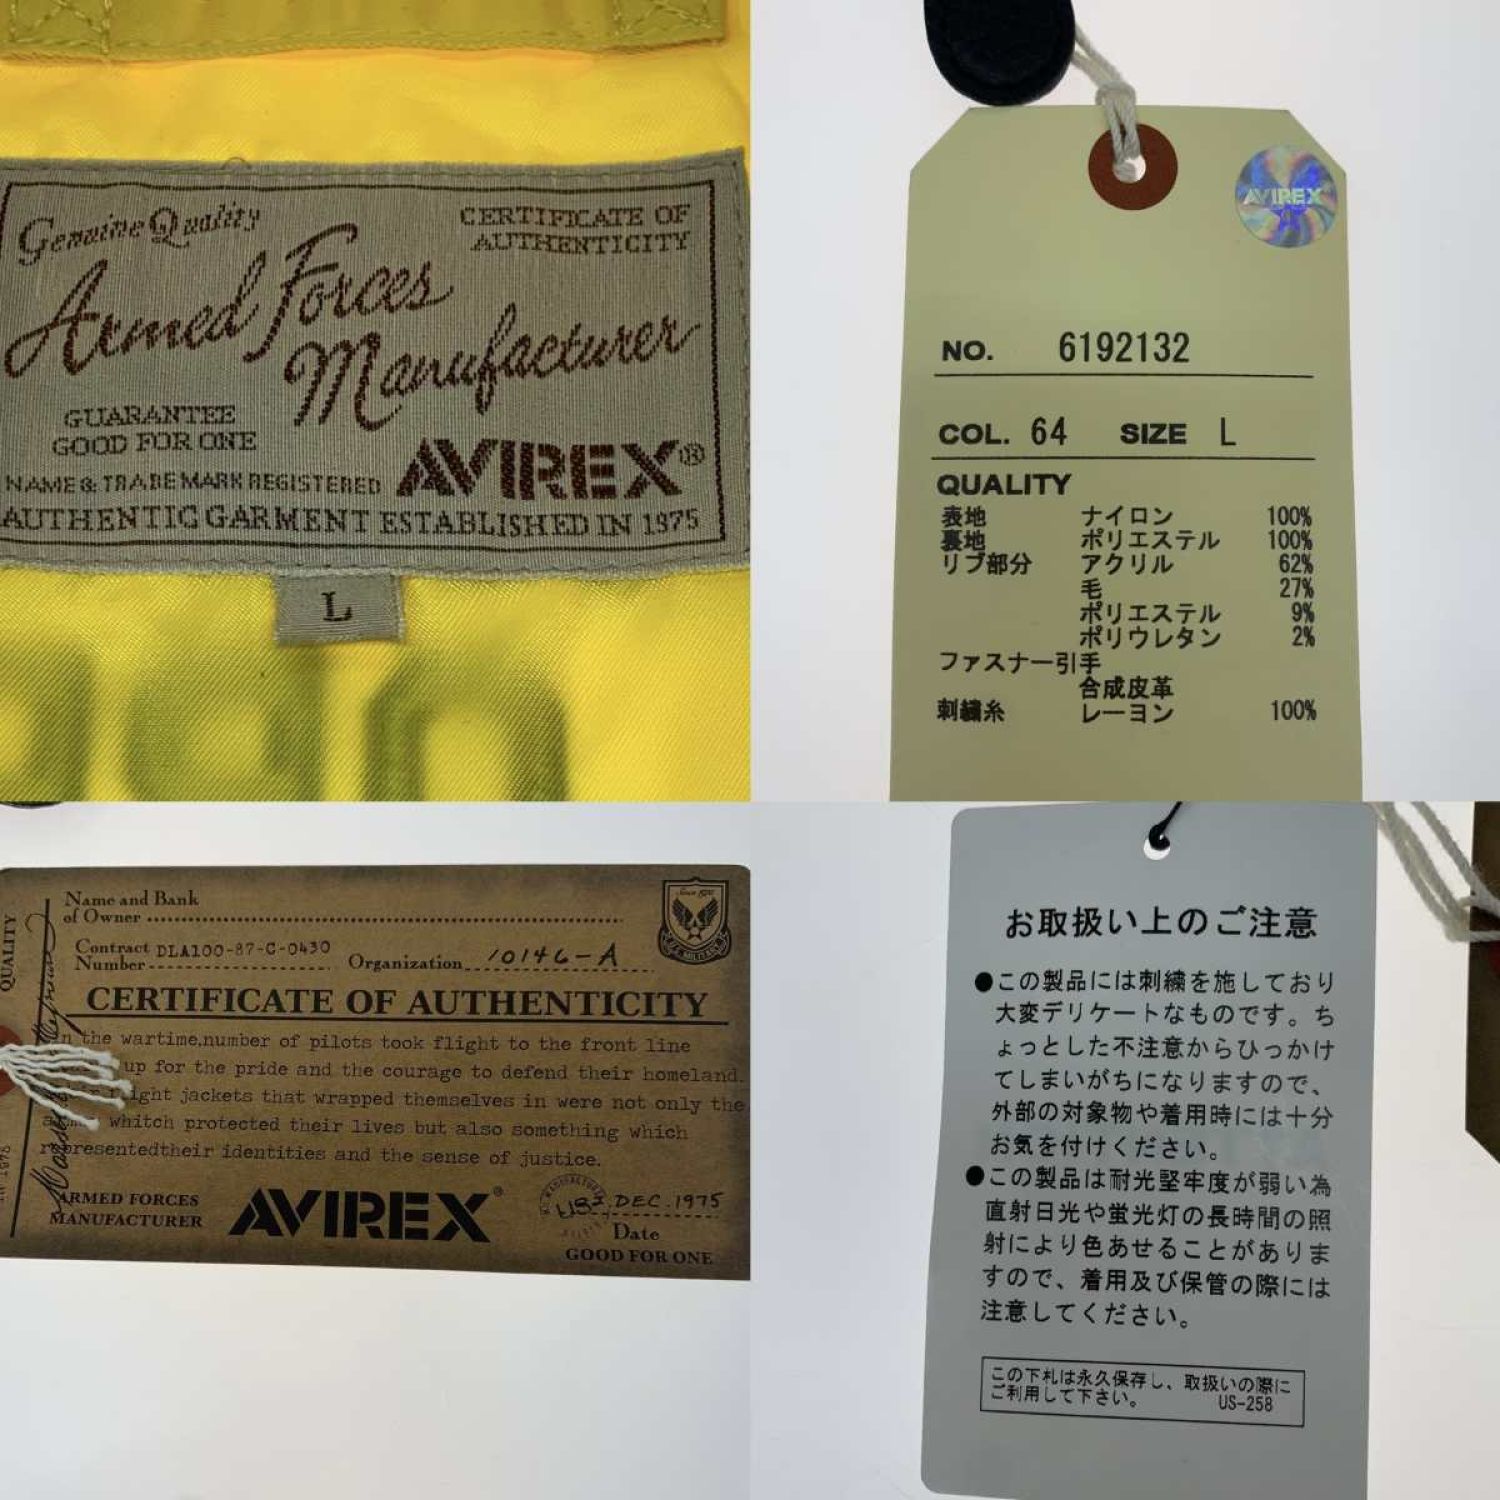 Genuine Quality
CERTIFICATE OF
AUTHENTICITY
Armed Forces
Manufacturer
GUARANTEE
GOOD FOR ONE
NAME & TRADE MARK REGISTERED
AVIREX®
AUTHENTIC GARMENT ESTABLISHED IN 1975
L
AVIREX
NO. 6192132
COL. 64 SIZE L
QUALITY
表地 ナイロン 100%
裏地 ポリエステル 100%
リブ部分 アクリル 62%
毛 27%
ポリエステル 9%
ポリウレタン 2%
ファスナー引手
合成皮革
刺繍糸 レーヨン 100%
QUALITY
Name and Bank
of Owner
Contract
Number DLA100-87-C-0430
Organization 10146-A
CERTIFICATE OF AUTHENTICITY
the wartime,number of pilots took flight to the front line
up for the pride and the courage to defend their homeland.
flight jackets that wrapped themselves in were not only the
whitch protected their lives but also something which
representedtheir identities and the sense of justice.
ARMED FORCES
MANUFACTURER
AVIREX®
DEC.1975
Date
GOOD FOR ONE
IN 1975
お取扱い上のご注意
●この製品には刺繍を施しており
大変デリケートなものです。ち
ょっとした不注意からひっかけ
てしまいがちになりますので、
外部の対象物や着用時には十分
お気を付けください。
●この製品は耐光堅牢度が弱い為
直射日光や蛍光灯の長時間の照
射により色あせることがありま
すので、着用及び保管の際には
注意してください。
この下札は永久保存し、取扱いの際に
ご利用して下さい。 US-258